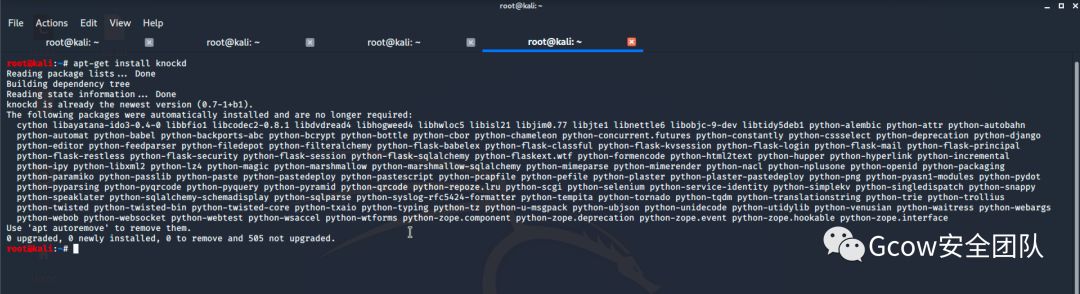 root@kali: ~
File Actions Edit View Help
root@kali: ~ root@kali: ~ root@kali: ~ root@kali: ~
root@kali:~# apt-get install knockd
Reading package lists... Done
Building dependency tree
Reading state information... Done
knockd is already the newest version (0.7-1+b1).
The following packages were automatically installed and are no longer required:
cython libayatana-ido3-0.4-0 libbfio1 libcodec2-0.8.1 libdvdread4 libhogweed4 libhwloc5 libisl21 libjim0.77 libjte1 libnettle6 libobjc-9-dev libtidy5deb1 python-alembic python-attr python-autobahn
python-automat python-babel python-backports-abc python-bcrypt python-bottle python-cbor python-chameleon python-concurrent.futures python-constantly python-cssselect python-deprecation python-django
python-editor python-feedparser python-filedepot python-filteralchemy python-flask-babelex python-flask-classful python-flask-kvsession python-flask-login python-flask-mail python-flask-principal
python-flask-restless python-flask-security python-flask-session python-flask-sqlalchemy python-flaskext.wtf python-formencode python-html2text python-hupper python-hyperlink python-incremental
python-ipy python-libxml2 python-lz4 python-magic python-marshmallow python-marshmallow-sqlalchemy python-mimeparse python-mimerender python-nacl python-nplusone python-openid python-packaging
python-paramiko python-passlib python-paste python-pastedeploy python-pastescript python-pcapfile python-pefile python-plaster python-plaster-pastedeploy python-png python-pyasn1-modules python-pydot
python-pyparsing python-pyqrcode python-pyquery python-pyramid python-qrcode python-repoze.lru python-scgi python-selenium python-service-identity python-simplekv python-singledispatch python-snappy
python-speaklater python-sqlalchemy-schemadisplay python-sqlparse python-syslog-rfc5424-formatter python-tempita python-tornado python-tqdm python-translationstring python-trie python-trollius
python-twisted python-twisted-bin python-twisted-core python-txaio python-typing python-tz python-u-msgpack python-ubjson python-unidecode python-utidylib python-venusian python-waitress python-webargs
python-webob python-websocket python-webtest python-wsaccel python-wtforms python-zope.component python-zope.deprecation python-zope.event python-zope.hookable python-zope.interface
Use 'apt autoremove' to remove them.
0 upgraded, 0 newly installed, 0 to remove and 505 not upgraded.
root@kali:~#
Gcow安全团队